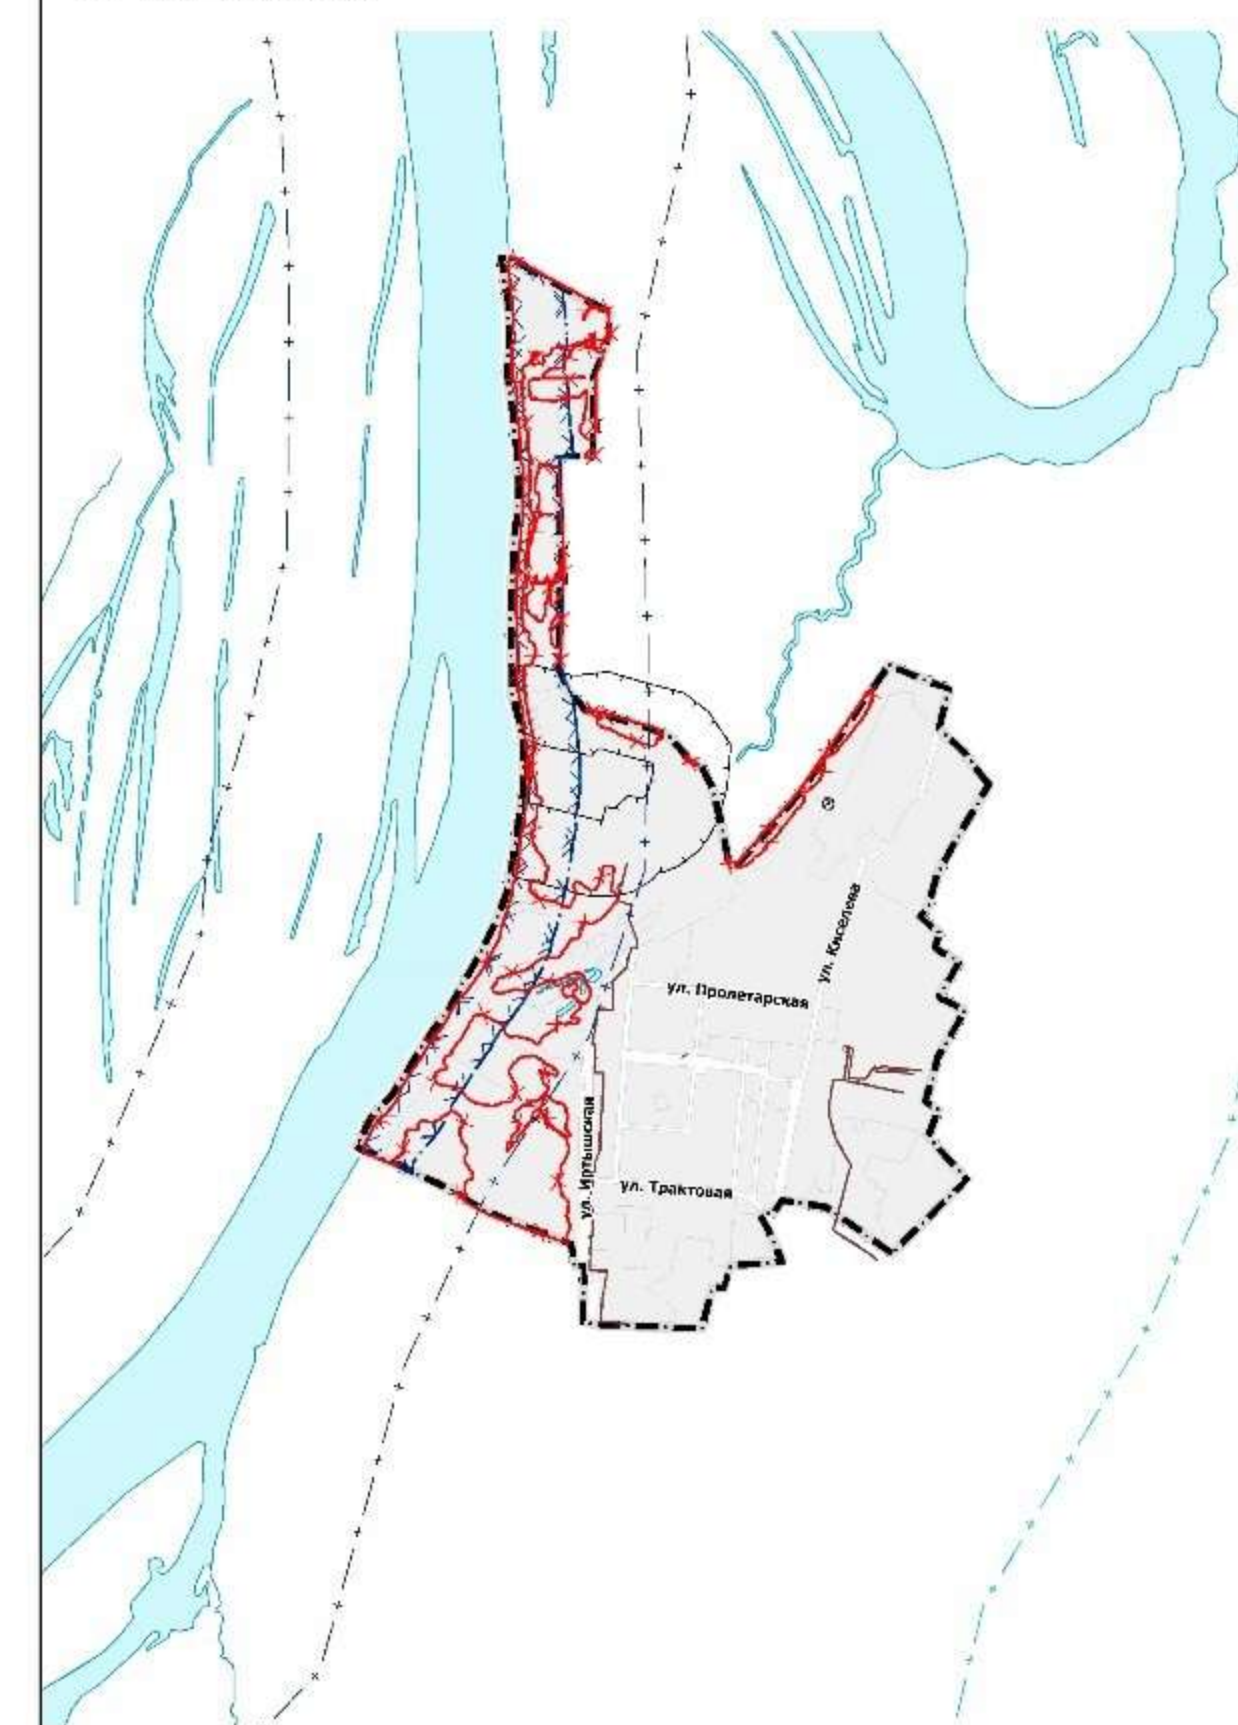 ул. Киселева
ул. Пролетарская
ул. Иртышская
ул. Трактовая